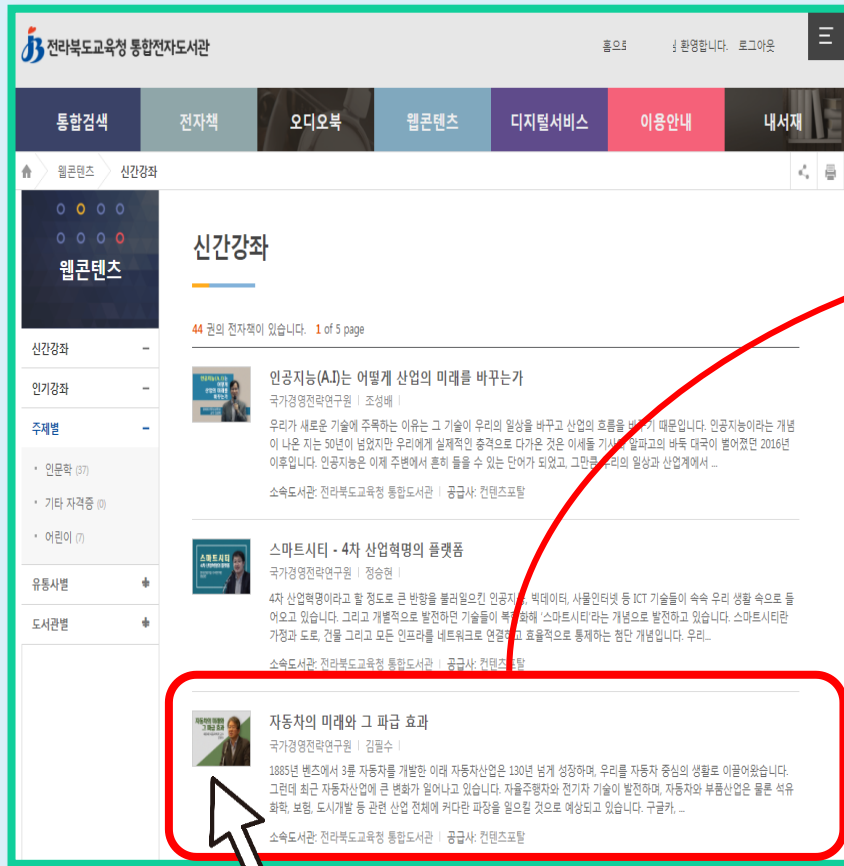 전라북도교육청 통합전자도서관
홈으로 님 환영합니다. 로그아웃
통합검색 전자책 오디오북 웹콘텐츠 디지털서비스 이용안내 내서재
웹콘텐츠 신간강좌
웹콘텐츠
신간강좌
인기강좌
주제별
인문학 (37)
기타 자격증 (0)
어린이 (7)
유통사별
도서관별
신간강좌
44 권의 전자책이 있습니다. 1 of 5 page
인공지능(A.I)는 어떻게 산업의 미래를 바꾸는가
국가경영전략연구원 | 조성배 |
우리가 새로운 기술에 주목하는 이유는 그 기술이 우리의 일상을 바꾸고 산업의 흐름을 바꾸기 때문입니다. 인공지능이라는 개념
이 나온 지는 50년이 넘었지만 우리에게 실제적인 충격으로 다가온 것은 이세돌 기사와 알파고의 바둑 대국이 벌어졌던 2016년
이후입니다. 인공지능은 이제 주변에서 흔히 들을 수 있는 단어가 되었고, 그만큼 우리의 일상과 산업계에서 ...
소속도서관: 전라북도교육청 통합도서관 | 공급사: 컨텐츠포탈
스마트시티
스마트시티 - 4차 산업혁명의 플랫폼
국가경영전략연구원 | 정승현 |
4차 산업혁명이라고 할 정도로 큰 반향을 불러일으킨 인공지능, 빅데이터, 사물인터넷 등 ICT 기술들이 속속 우리 생활 속으로 들
어오고 있습니다. 그리고 개별적으로 발전하던 기술들이 복합화해 '스마트시티'라는 개념으로 발전하고 있습니다. 스마트시티란
가정과 도로, 건물 그리고 모든 인프라를 네트워크로 연결하고 효율적으로 통제하는 첨단 개념입니다. 우리...
소속도서관: 전라북도교육청 통합도서관 | 공급사: 컨텐츠포탈
자동차의 미래와
그 파급 효과
자동차의 미래와 그 파급 효과
국가경영전략연구원 | 김필수 |
1885년 벤츠에서 3륜 자동차를 개발한 이래 자동차산업은 130년 넘게 성장하며, 우리를 자동차 중심의 생활로 이끌어왔습니다.
그런데 최근 자동차산업에 큰 변화가 일어나고 있습니다. 자율주행차와 전기차 기술이 발전하며, 자동차와 부품산업은 물론 석유
화학, 보험, 도시개발 등 관련 산업 전체에 커다란 파장을 일으킬 것으로 예상되고 있습니다. 구글카, ...
소속도서관: 전라북도교육청 통합도서관 | 공급사: 컨텐츠포탈